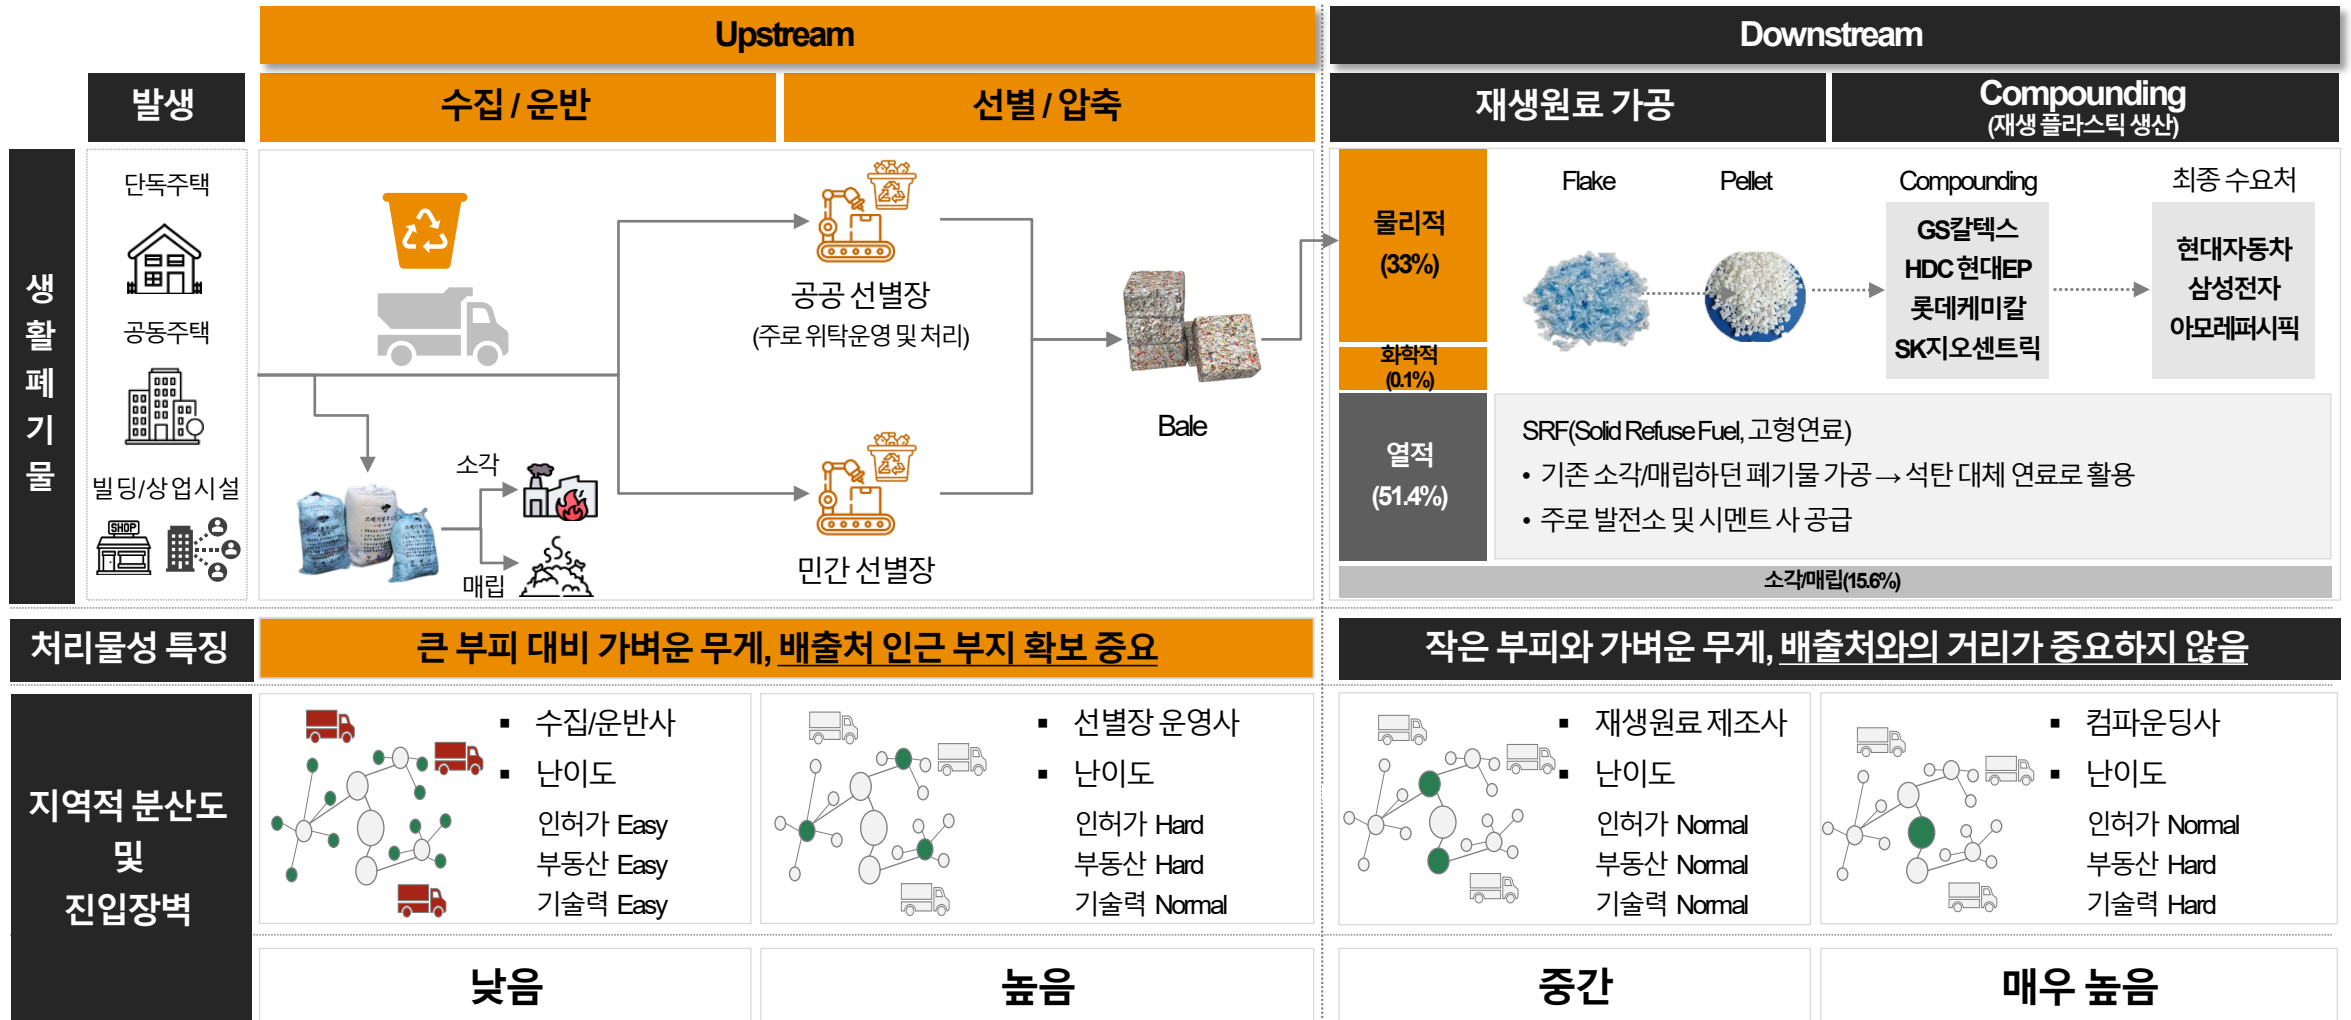 Upstream
Downstream
발생
수집 / 운반
선별 / 압축
재생원료 가공
Compounding
(재생 플라스틱 생산)
생활폐기물
단독주택
공동주택
빌딩/상업시설
SHOP
소각
매립
공공 선별장
(주로 위탁운영 및 처리)
민간 선별장
Bale
물리적
(33%)
화학적
(0.1%)
열적
(51.4%)
Flake
Pellet
Compounding
최종 수요처
GS칼텍스
HDC 현대EP
롯데케미칼
SK지오센트릭
현대자동차
삼성전자
아모레퍼시픽
SRF(Solid Refuse Fuel, 고형연료)
• 기존 소각/매립하던 폐기물 가공 → 석탄 대체 연료로 활용
• 주로 발전소 및 시멘트 사 공급
소각/매립(15.6%)
처리물성 특징
큰 부피 대비 가벼운 무게, 배출처 인근 부지 확보 중요
작은 부피와 가벼운 무게, 배출처와의 거리가 중요하지 않음
지역적 분산도
및
진입장벽
▪ 수집/운반사
▪ 난이도
인허가 Easy
부동산 Easy
기술력 Easy
▪ 선별장 운영사
▪ 난이도
인허가 Hard
부동산 Hard
기술력 Normal
▪ 재생원료 제조사
▪ 난이도
인허가 Normal
부동산 Normal
기술력 Normal
▪ 컴파운딩사
▪ 난이도
인허가 Normal
부동산 Hard
기술력 Hard
낮음
높음
중간
매우 높음